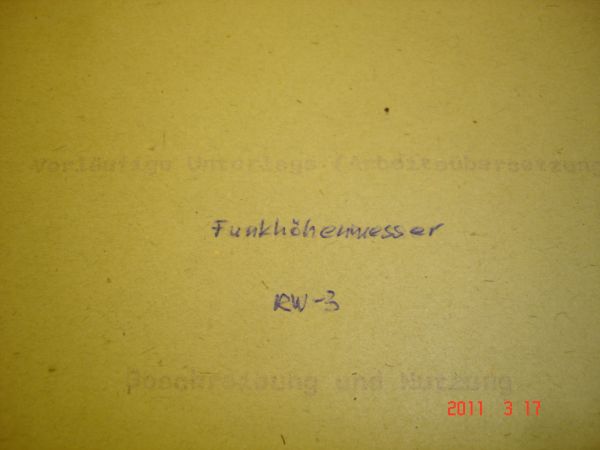 Vorläufige Unterlage (Arbeitsübersetzung
Funkhöhenmesser
RW-3
Beschreibung und Nutzung
2011 3 17